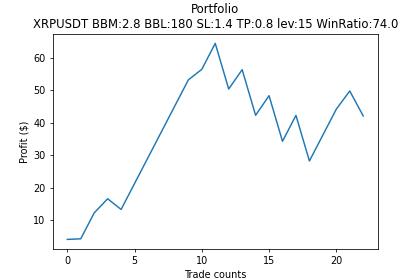 Portfolio
XRPUSDT BBM:2.8 BBL:180 SL:1.4 TP:0.8 lev:15 WinRatio:74.0
60
50
40
30
20
10
Profit ($)
0 5 10 15 20
Trade counts